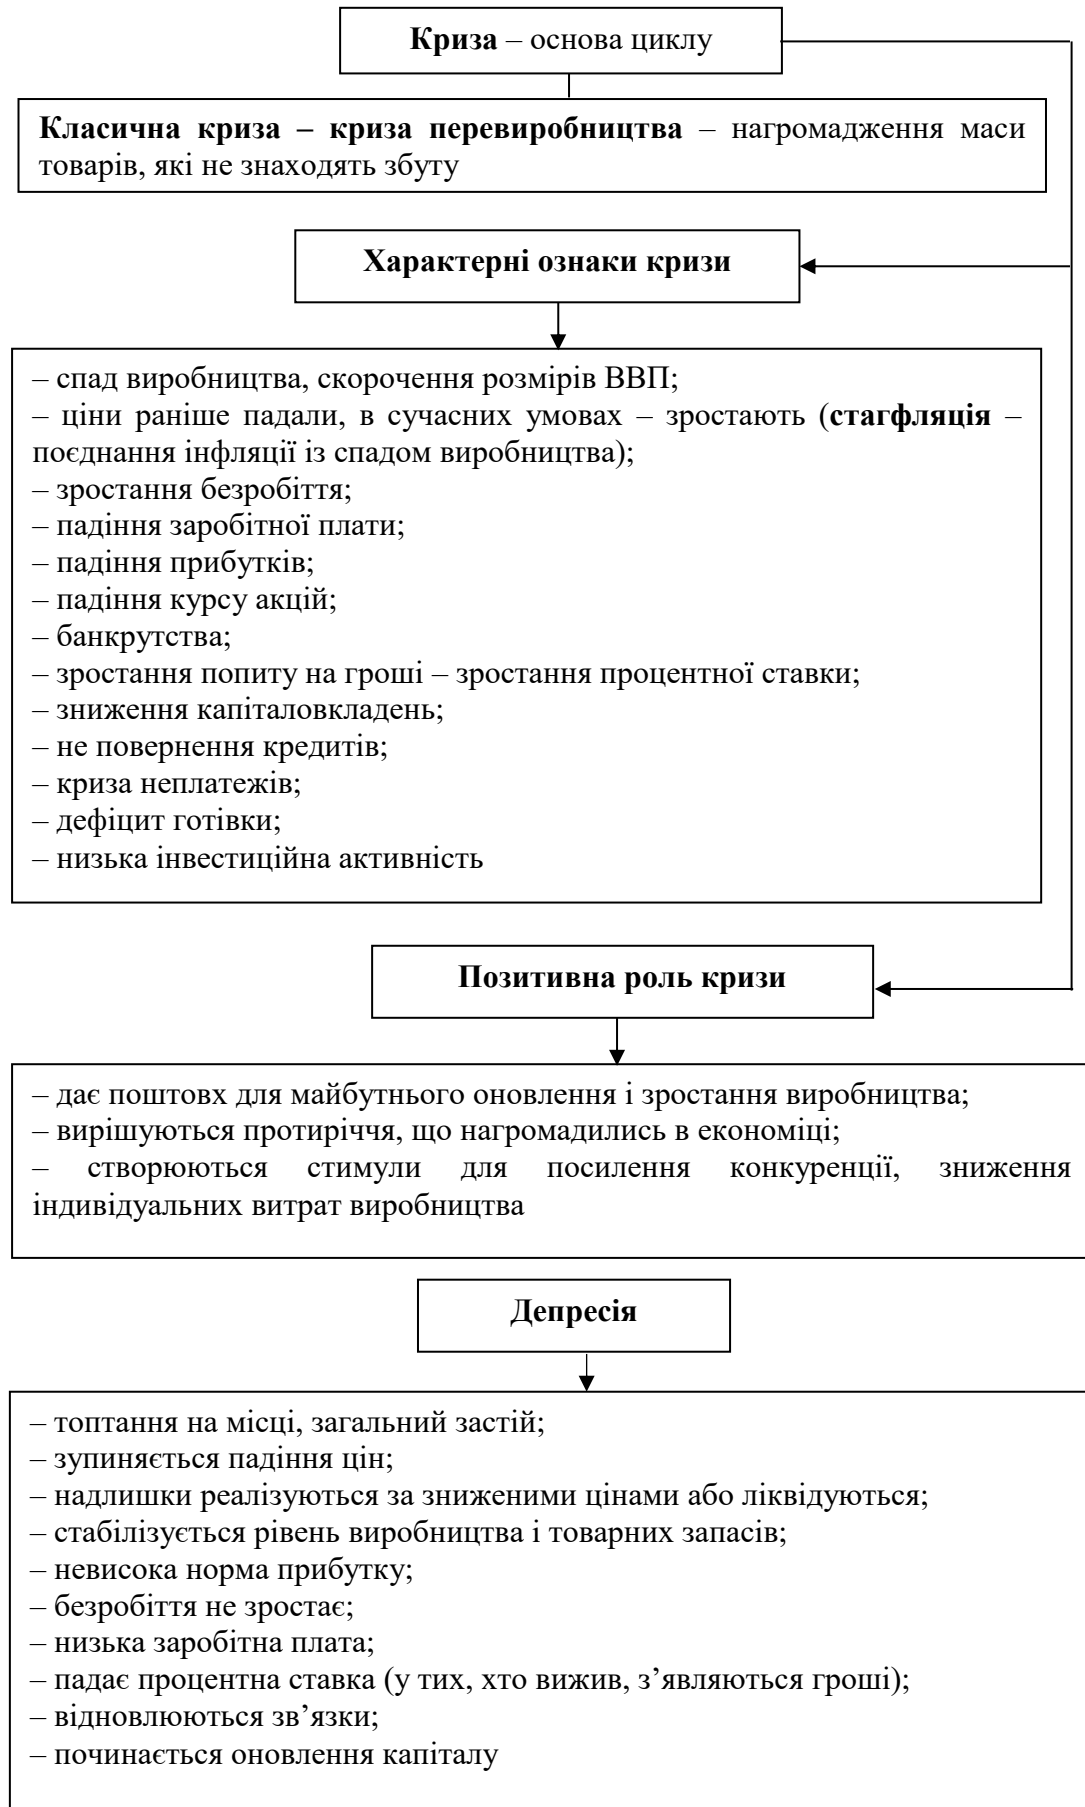 Криза – основа циклу
Класична криза – криза перевиробництва – нагромадження маси
товарів, які не знаходять збуту
Характерні ознаки кризи
– спад виробництва, скорочення розмірів ВВП;
– ціни раніше падали, в сучасних умовах – зростають (стагфляція –
поєднання інфляції із спадом виробництва);
– зростання безробіття;
– падіння заробітної плати;
– падіння прибутків;
– падіння курсу акцій;
– банкрутства;
– зростання попиту на гроші – зростання процентної ставки;
– зниження капіталовкладень;
– не повернення кредитів;
– криза неплатежів;
– дефіцит готівки;
– низька інвестиційна активність
Позитивна роль кризи
– дає поштовх для майбутнього оновлення і зростання виробництва;
– вирішуються протиріччя, що нагромадились в економіці;
– створюються стимули для посилення конкуренції, зниження
індивідуальних витрат виробництва
Депресія
– топтання на місці, загальний застій;
– зупиняється падіння цін;
– надлишки реалізуються за зниженими цінами або ліквідуються;
– стабілізується рівень виробництва і товарних запасів;
– невисока норма прибутку;
– безробіття не зростає;
– низька заробітна плата;
– падає процентна ставка (у тих, хто вижив, з’являються гроші);
– відновлюються зв’язки;
– починається оновлення капіталу